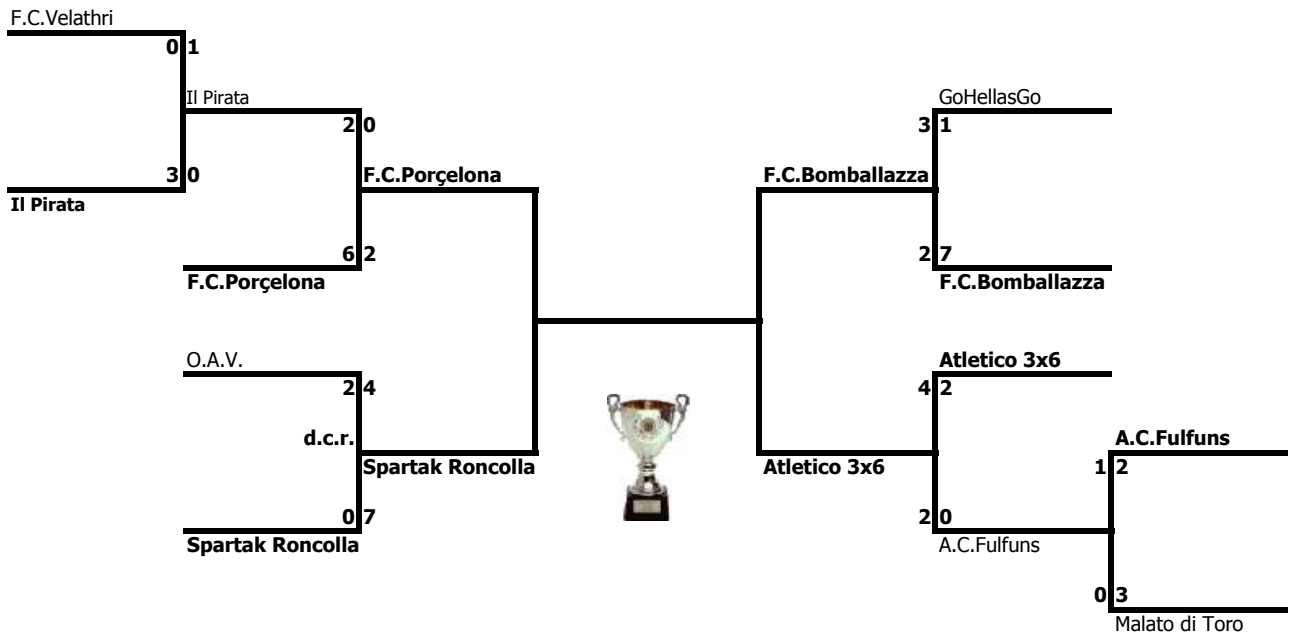 F.C.Velathri
0 1
Il Pirata
GoHellasGo
2 0
3 1
3 0
F.C.Porçelona
F.C.Bomballazza
Il Pirata
6 2
2 7
F.C.Porçelona
F.C.Bomballazza
O.A.V.
Atletico 3x6
2 4
4 2
d.c.r.
A.C.Fulfuns
Spartak Roncolla
Atletico 3x6
1 2
0 7
2 0
Spartak Roncolla
A.C.Fulfuns
0 3
Malato di Toro